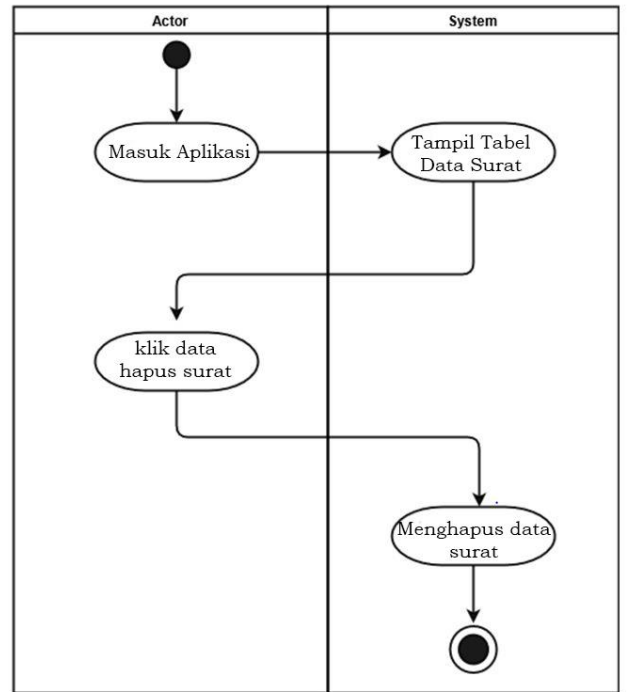 Actor
System
Masuk Aplikasi
Tampil Tabel
Data Surat
klik data
hapus surat
Menghapus data
surat